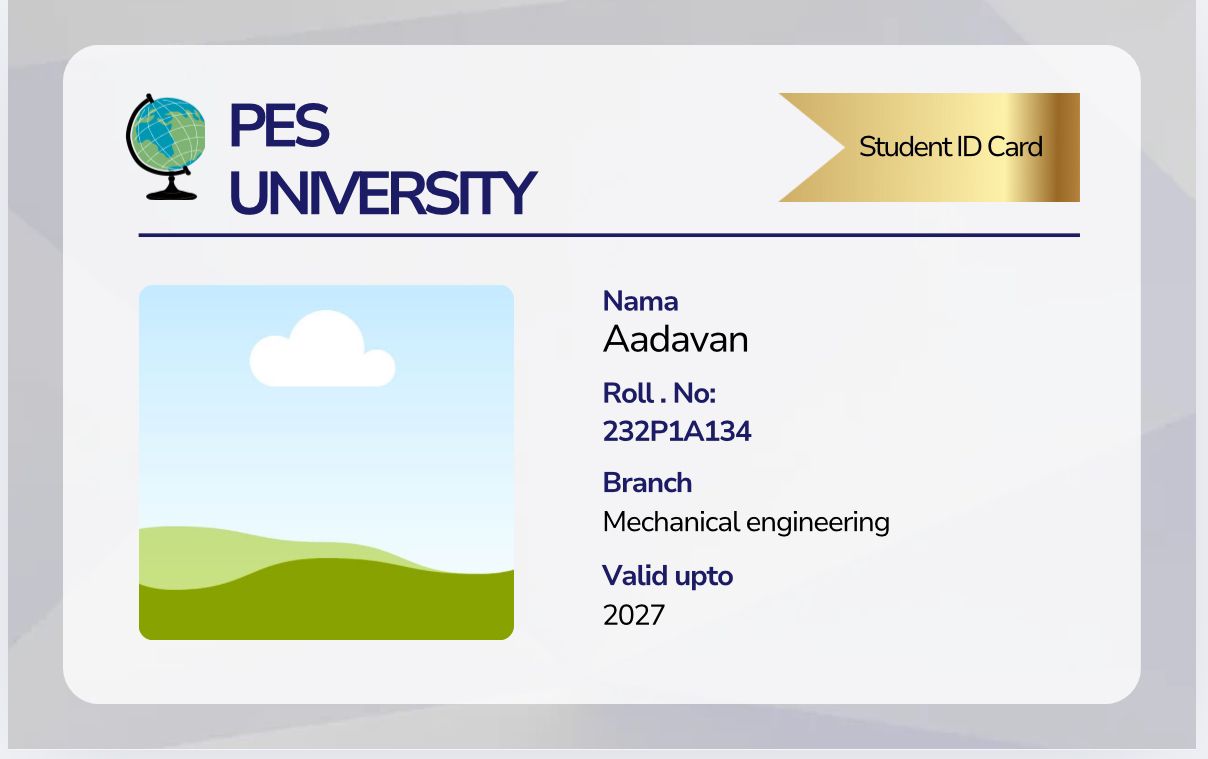 PES
UNIVERSITY
Student ID Card
Nama
Aadavan
Roll . No:
232P1A134
Branch
Mechanical engineering
Valid upto
2027